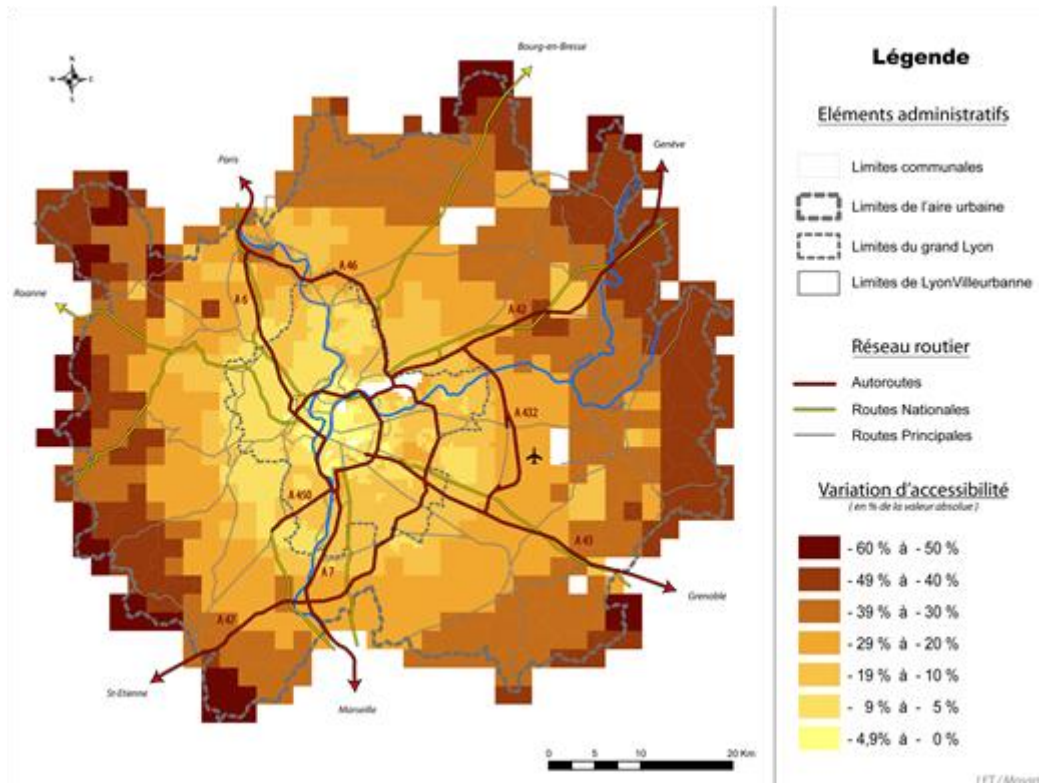 Bourg-en-Bresse
N
W E
S
Paris
Genève
A 46
A 6
Roanne
A 42
A 432
A 450
A 43
A 7
Grenoble
A 47
St-Etienne
Marseille
0 5 10 20 Km
Légende
Eléments administratifs
Limites communales
Limites de l'aire urbaine
Limites du grand Lyon
Limites de LyonVilleurbanne
Réseau routier
Autoroutes
Routes Nationales
Routes Principales
Variation d'accessibilité
( en % de la valeur absolue )
- 60 % à - 50 %
- 49 % à - 40 %
- 39 % à - 30 %
- 29 % à - 20 %
- 19 % à - 10 %
- 9 % à - 5 %
- 4,9% à - 0 %